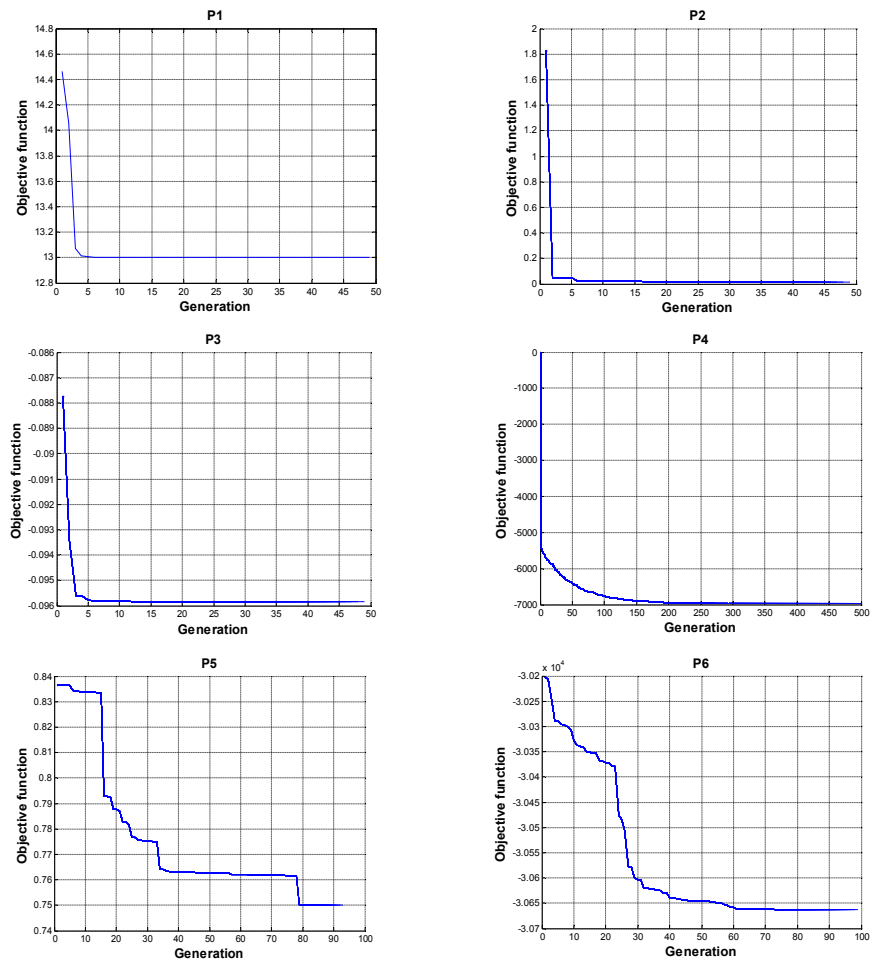 P1
14.8
14.6
14.4
14.2
14
13.8
13.6
13.4
13.2
13
12.8
Objective function
0 5 10 15 20 25 30 35 40 45 50
Generation
P2
2
1.8
1.6
1.4
1.2
1
0.8
0.6
0.4
0.2
0
Objective function
0 5 10 15 20 25 30 35 40 45 50
Generation
P3
-0.086
-0.087
-0.088
-0.089
-0.09
-0.091
-0.092
-0.093
-0.094
-0.095
-0.096
Objective function
0 5 10 15 20 25 30 35 40 45 50
Generation
P4
0
-1000
-2000
-3000
-4000
-5000
-6000
-7000
Objective function
0 50 100 150 200 250 300 350 400 450 500
Generation
P5
0.84
0.83
0.82
0.81
0.8
0.79
0.78
0.77
0.76
0.75
0.74
Objective function
0 10 20 30 40 50 60 70 80 90 100
Generation
P6
x 10^4
-3.02
-3.025
-3.03
-3.035
-3.04
-3.045
-3.05
-3.055
-3.06
-3.065
-3.07
Objective function
0 10 20 30 40 50 60 70 80 90 100
Generation